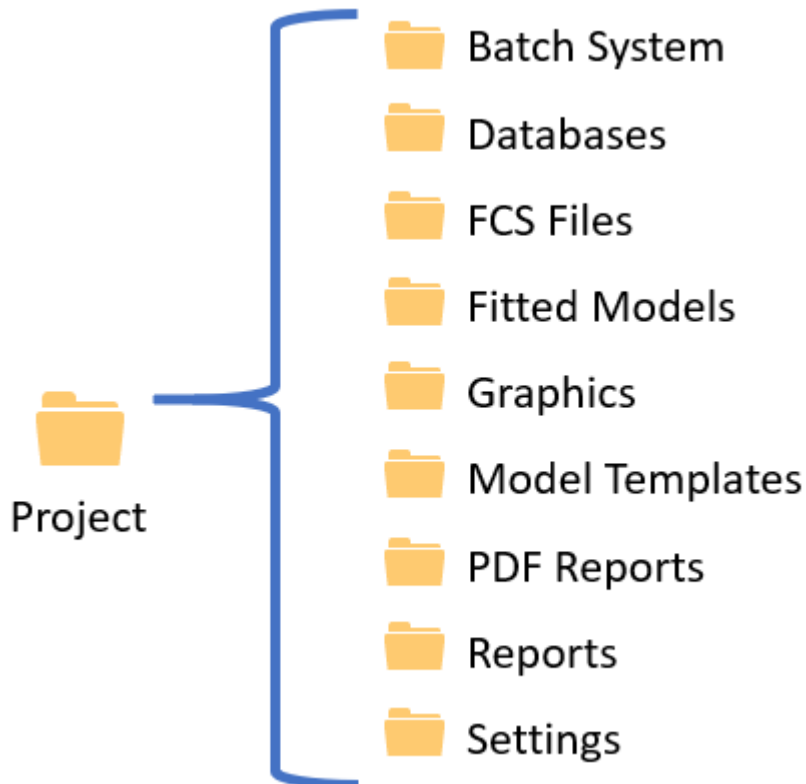 Batch System
Databases
FCS Files
Fitted Models
Graphics
Model Templates
Project
PDF Reports
Reports
Settings